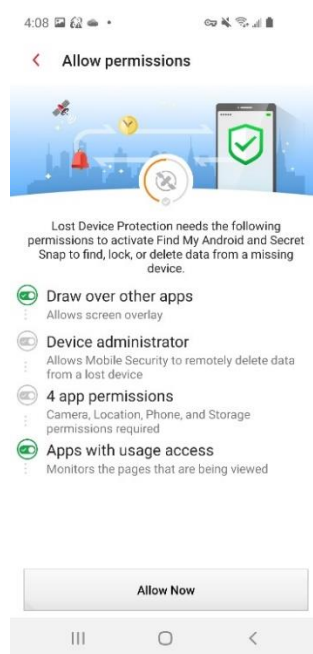 4:08
Allow permissions
Lost Device Protection needs the following
permissions to activate Find My Android and Secret
Snap to find, lock, or delete data from a missing
device.
Draw over other apps
Allows screen overlay
Device administrator
Allows Mobile Security to remotely delete data
from a lost device
4 app permissions
Camera, Location, Phone, and Storage
permissions required
Apps with usage access
Monitors the pages that are being viewed
Allow Now